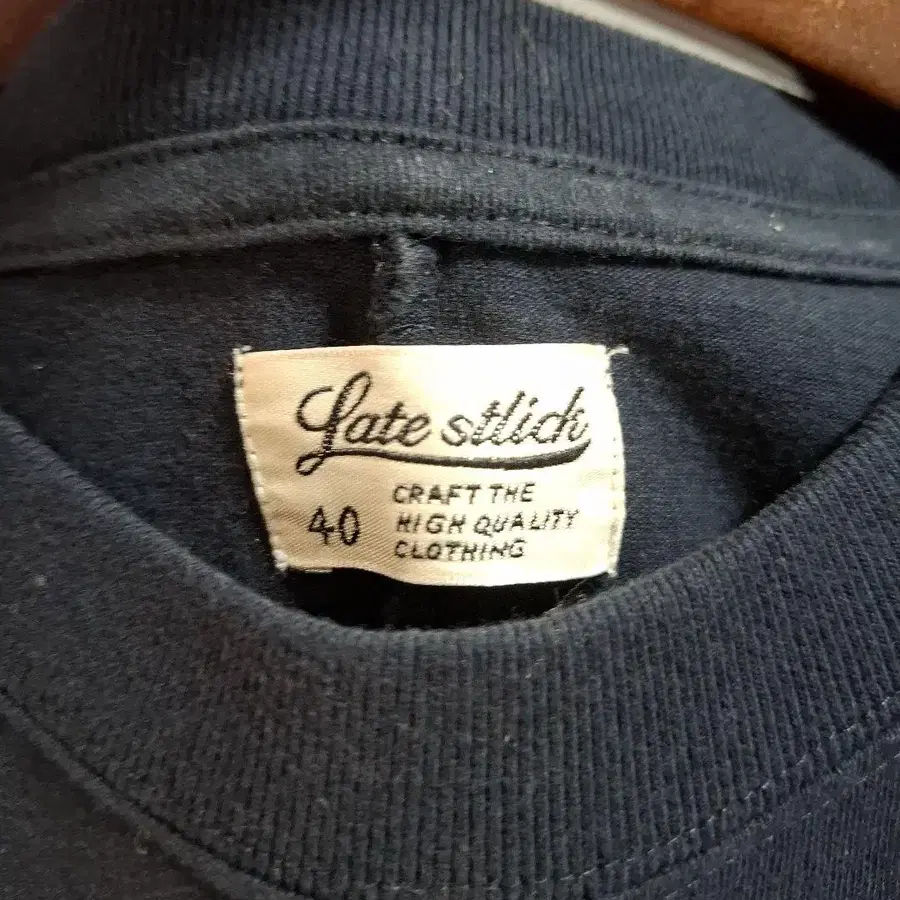 Late stlich
40
CRAFT THE
HIGH QUALITY
CLOTHING